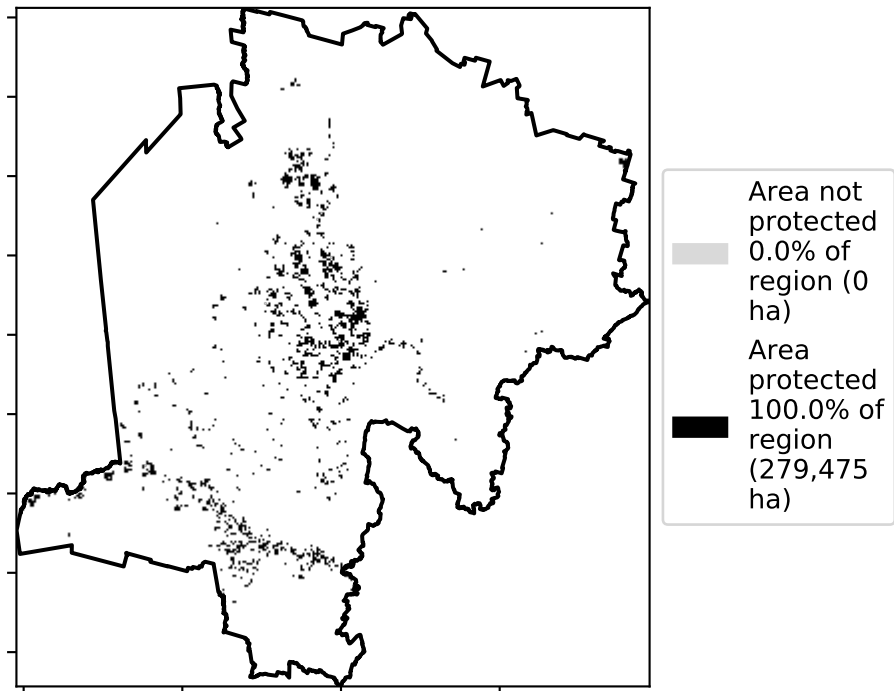 Area not
protected
0.0% of
region (0
ha)
Area
protected
100.0% of
region
(279,475
ha)